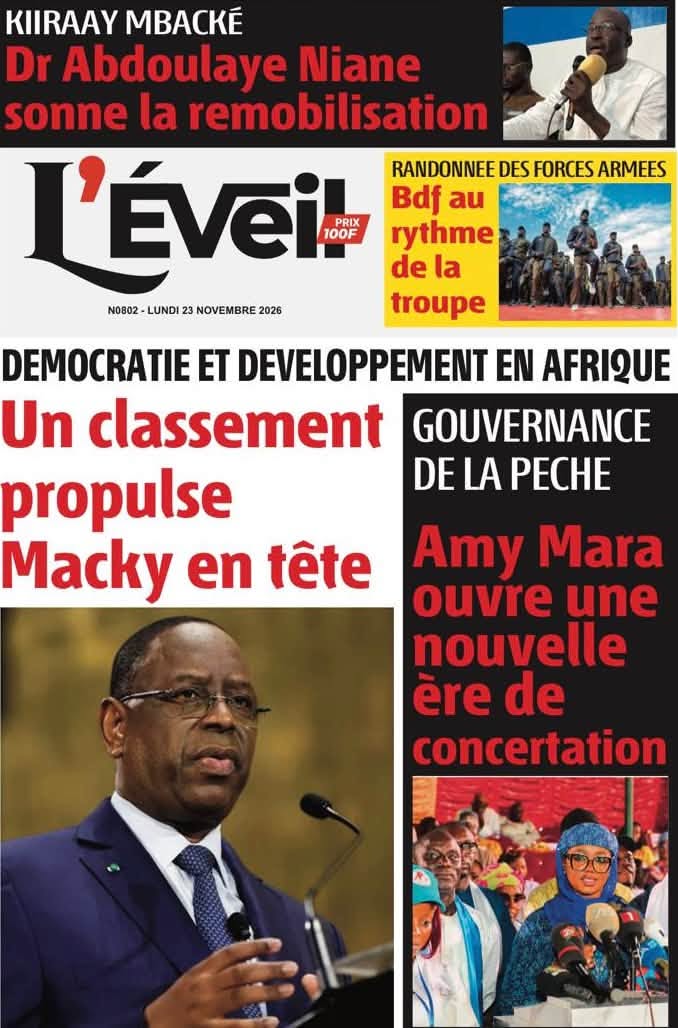 KIIRAAY MBACKÉ
Dr Abdoulaye Niane
sonne la remobilisation
L'Éveil
PRIX
100F
N0802 - LUNDI 23 NOVEMBRE 2026
RANDONNEE DES FORCES ARMEES
Bdf au
rythme
de la
troupe
DEMOCRATIE ET DEVELOPPEMENT EN AFRIQUE
Un classement
propulse
Macky en tête
GOUVERNANCE
DE LA PECHE
Amy Mara
ouvre une
nouvelle
ère de
concertation